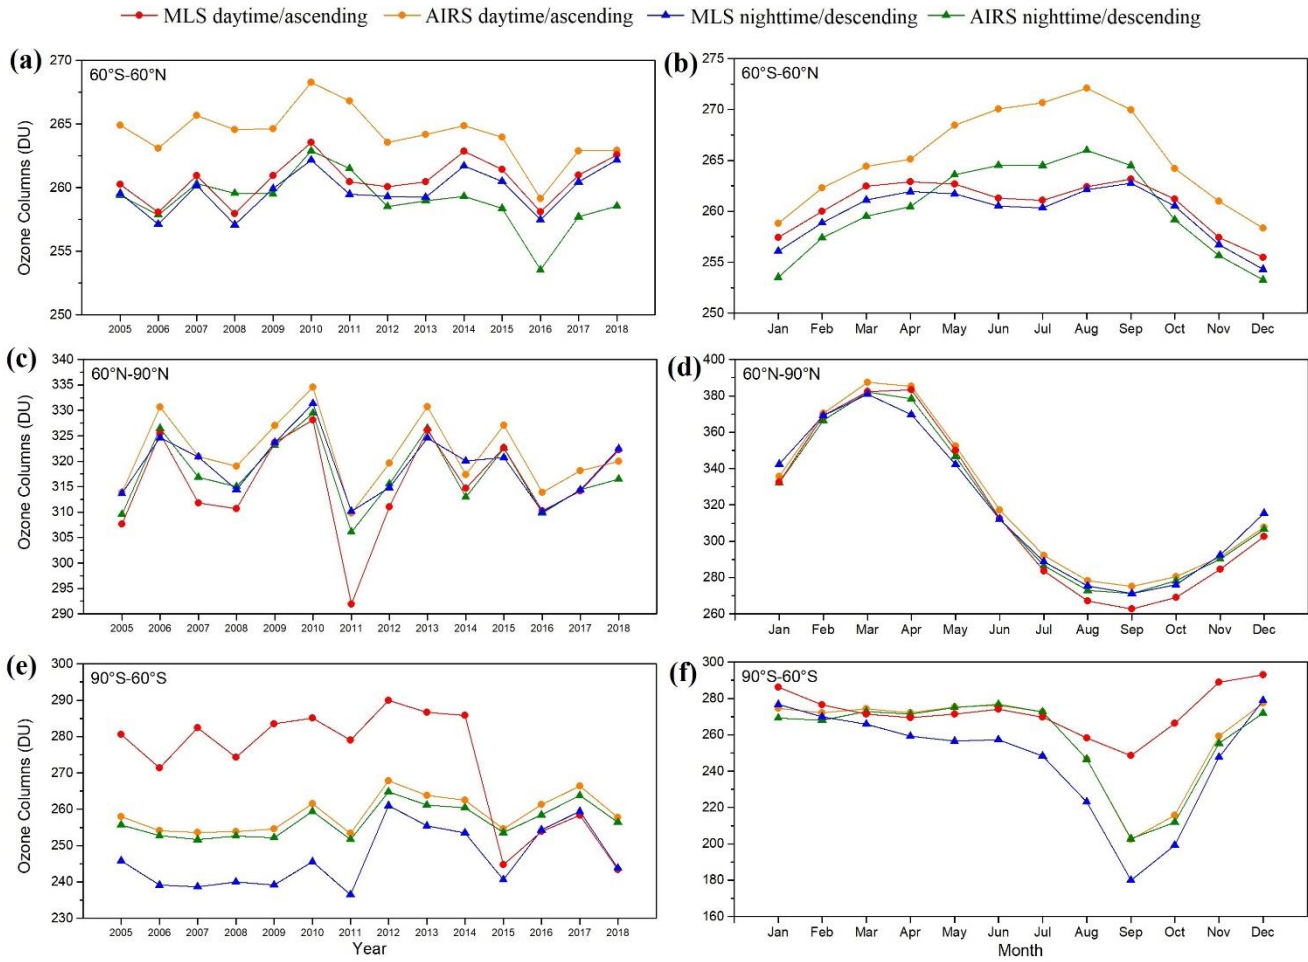 MLS daytime/ascending AIRS daytime/ascending MLS nighttime/descending AIRS nighttime/descending
(a) 60°S-60°N
Ozone Columns (DU)
270
265
260
255
250
2005 2006 2007 2008 2009 2010 2011 2012 2013 2014 2015 2016 2017 2018
(b) 60°S-60°N
275
270
265
260
255
250
Jan Feb Mar Apr May Jun Jul Aug Sep Oct Nov Dec
(c) 60°N-90°N
Ozone Columns (DU)
340
335
330
325
320
315
310
305
300
295
290
2005 2006 2007 2008 2009 2010 2011 2012 2013 2014 2015 2016 2017 2018
(d) 60°N-90°N
400
380
360
340
320
300
280
260
Jan Feb Mar Apr May Jun Jul Aug Sep Oct Nov Dec
(e) 90°S-60°S
Ozone Columns (DU)
300
290
280
270
260
250
240
230
2005 2006 2007 2008 2009 2010 2011 2012 2013 2014 2015 2016 2017 2018
Year
(f) 90°S-60°S
300
280
260
240
220
200
180
160
Jan Feb Mar Apr May Jun Jul Aug Sep Oct Nov Dec
Month